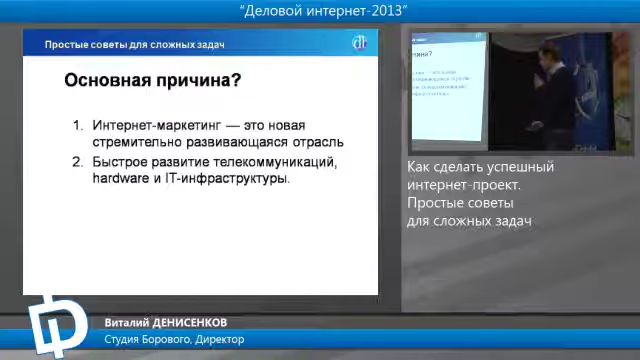 "Деловой интернет-2013"
Простые советы для сложных задач
Основная причина?
1. Интернет-маркетинг — это новая
стремительно развивающаяся отрасль
2. Быстрое развитие телекоммуникаций,
hardware и IT-инфраструктуры.
Как сделать успешный
интернет-проект.
Простые советы
для сложных задач
Виталий ДЕНИСЕНКОВ
Студия Борового, Директор